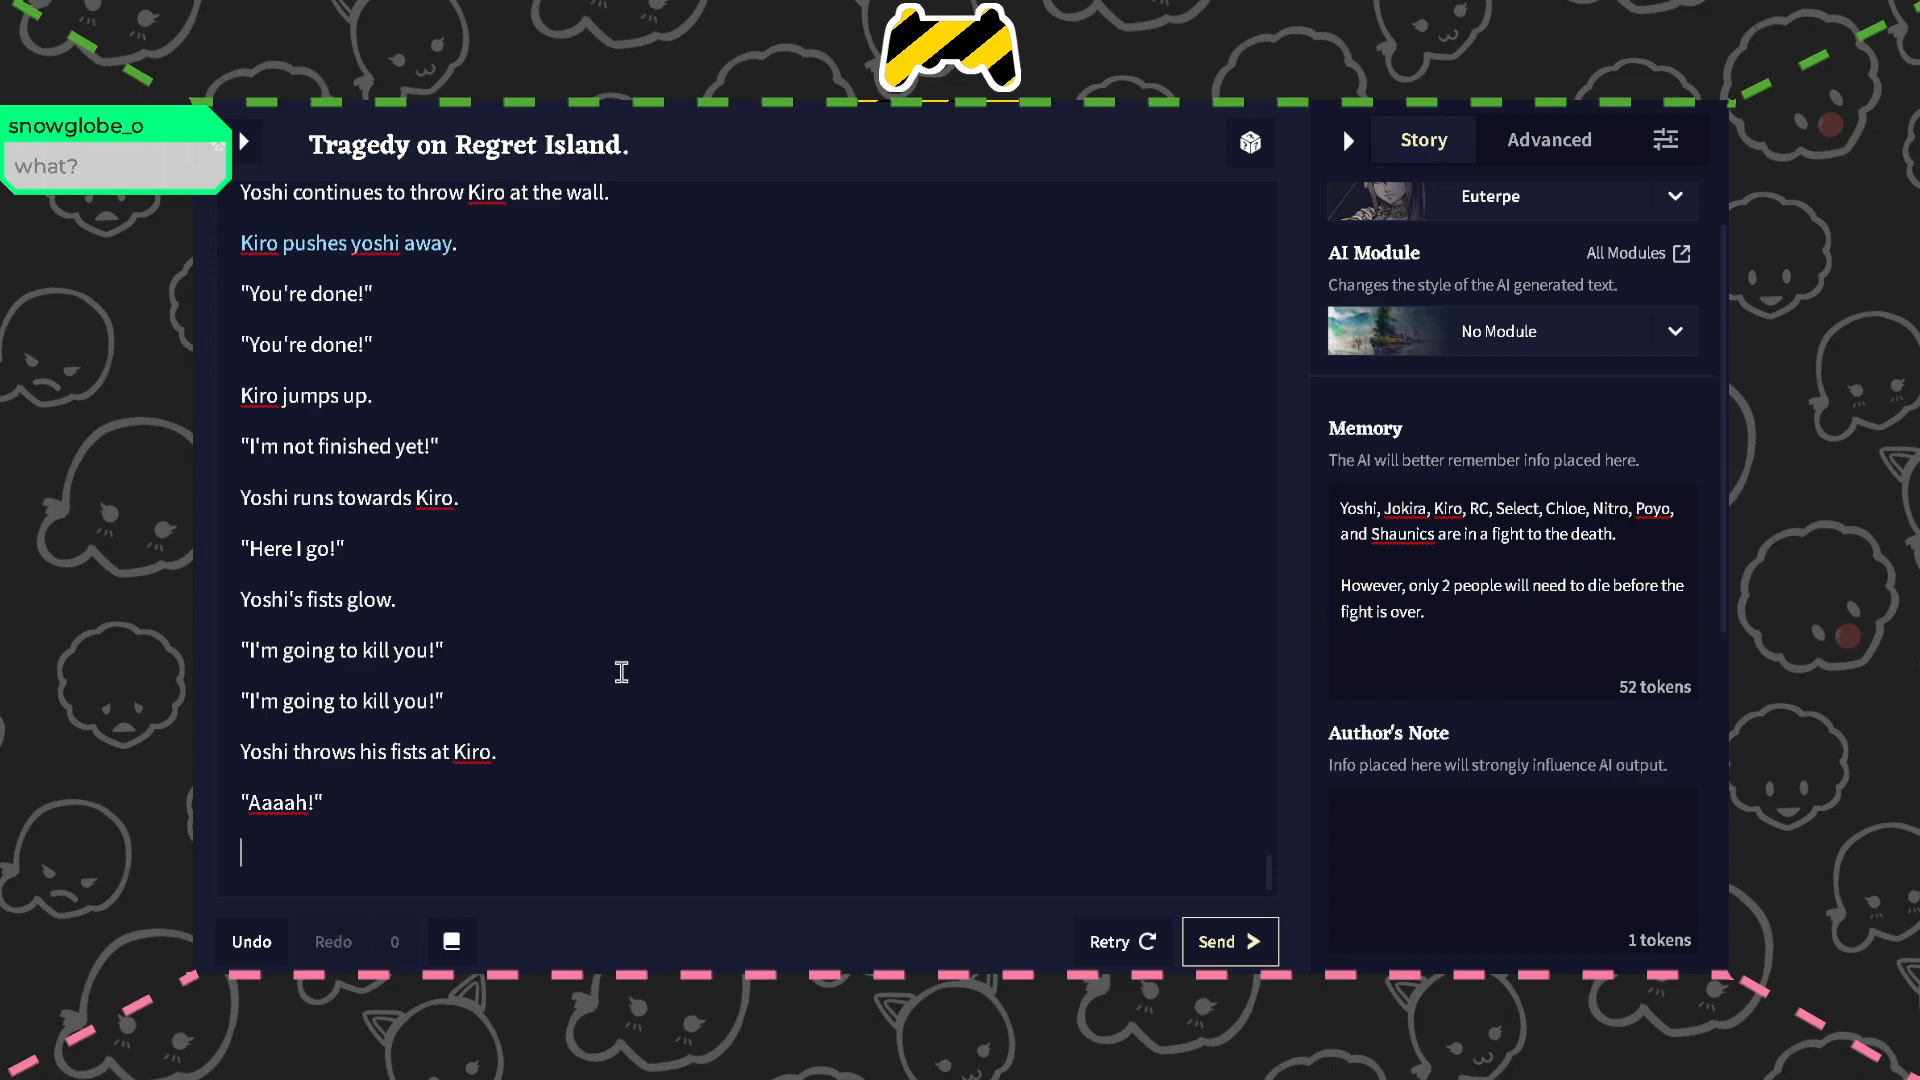 snowglobe_o
what?
Tragedy on Regret Island.
Story
Advanced
Yoshi continues to throw Kiro at the wall.
Kiro pushes yoshi away.
"You're done!"
"You're done!"
Kiro jumps up.
"I'm not finished yet!"
Yoshi runs towards Kiro.
"Here I go!"
Yoshi's fists glow.
"I'm going to kill you!"
"I'm going to kill you!"
Yoshi throws his fists at Kiro.
"Aaaah!"
Undo
Redo
0
Retry
Send
Euterpe
AI Module
All Modules
Changes the style of the AI generated text.
No Module
Memory
The AI will better remember info placed here.
Yoshi, Jokira, Kiro, RC, Select, Chloe, Nitro, Poyo,
and Shaunics are in a fight to the death.
However, only 2 people will need to die before the
fight is over.
52 tokens
Author's Note
Info placed here will strongly influence AI output.
1 tokens